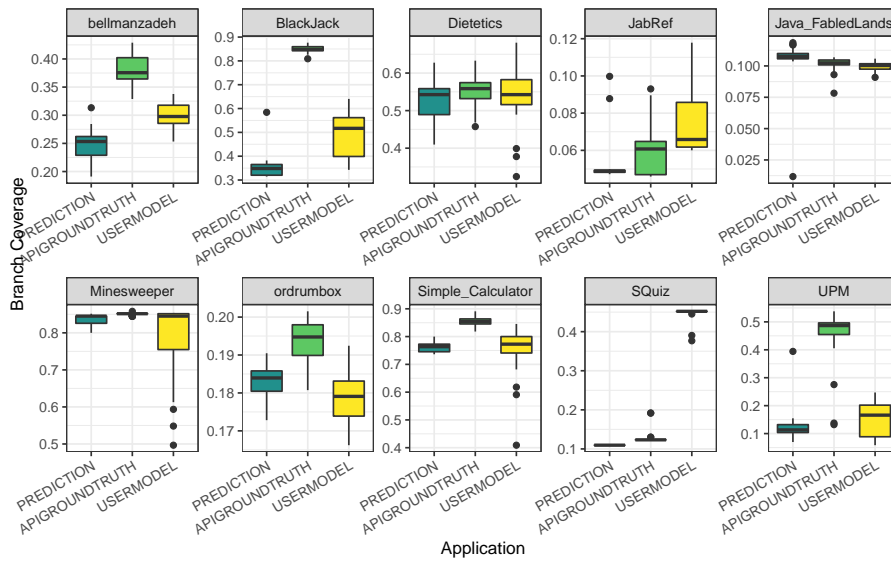 bellmanzadeh BlackJack Dietetics JabRef Java_FabledLands
0.40 0.35 0.30 0.25 0.20
0.9 0.8 0.7 0.6 0.5 0.4 0.3
0.6 0.5 0.4
0.12 0.10 0.08 0.06
0.100 0.075 0.050 0.025
PREDICTION APIGROUNDTRUTH USERMODEL
PREDICTION APIGROUNDTRUTH USERMODEL
PREDICTION APIGROUNDTRUTH USERMODEL
PREDICTION APIGROUNDTRUTH USERMODEL
PREDICTION APIGROUNDTRUTH USERMODEL
Branch Coverage
Minesweeper ordrumbox Simple_Calculator SQuiz UPM
0.8 0.7 0.6 0.5
0.20 0.19 0.18 0.17
0.9 0.8 0.7 0.6 0.5 0.4
0.4 0.3 0.2 0.1
0.5 0.4 0.3 0.2 0.1
PREDICTION APIGROUNDTRUTH USERMODEL
PREDICTION APIGROUNDTRUTH USERMODEL
PREDICTION APIGROUNDTRUTH USERMODEL
PREDICTION APIGROUNDTRUTH USERMODEL
PREDICTION APIGROUNDTRUTH USERMODEL
Application